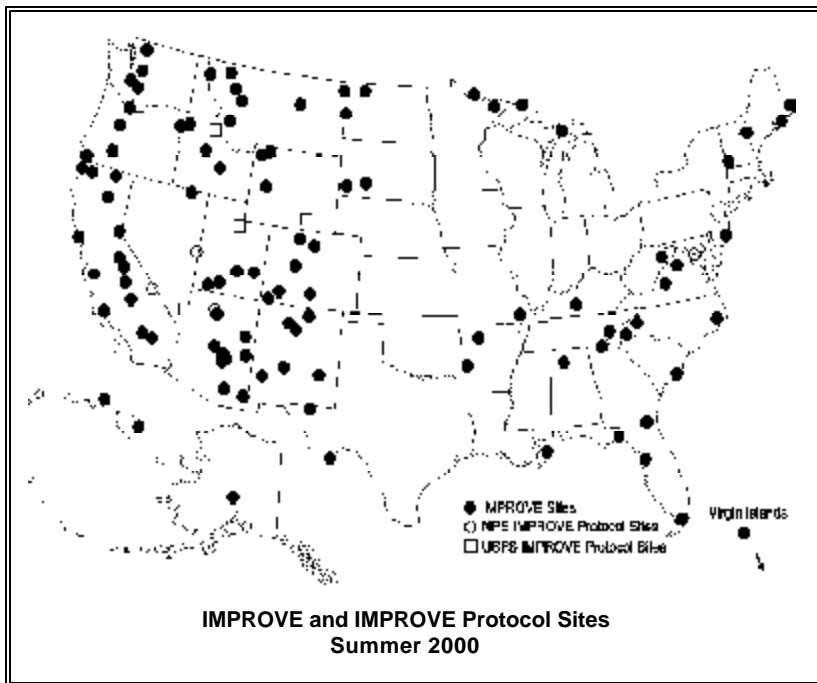 IMPROVE Sites
NPS IMPROVE Protocol Sites
USFS IMPROVE Protocol Sites
Virgin Islands
IMPROVE and IMPROVE Protocol Sites
Summer 2000